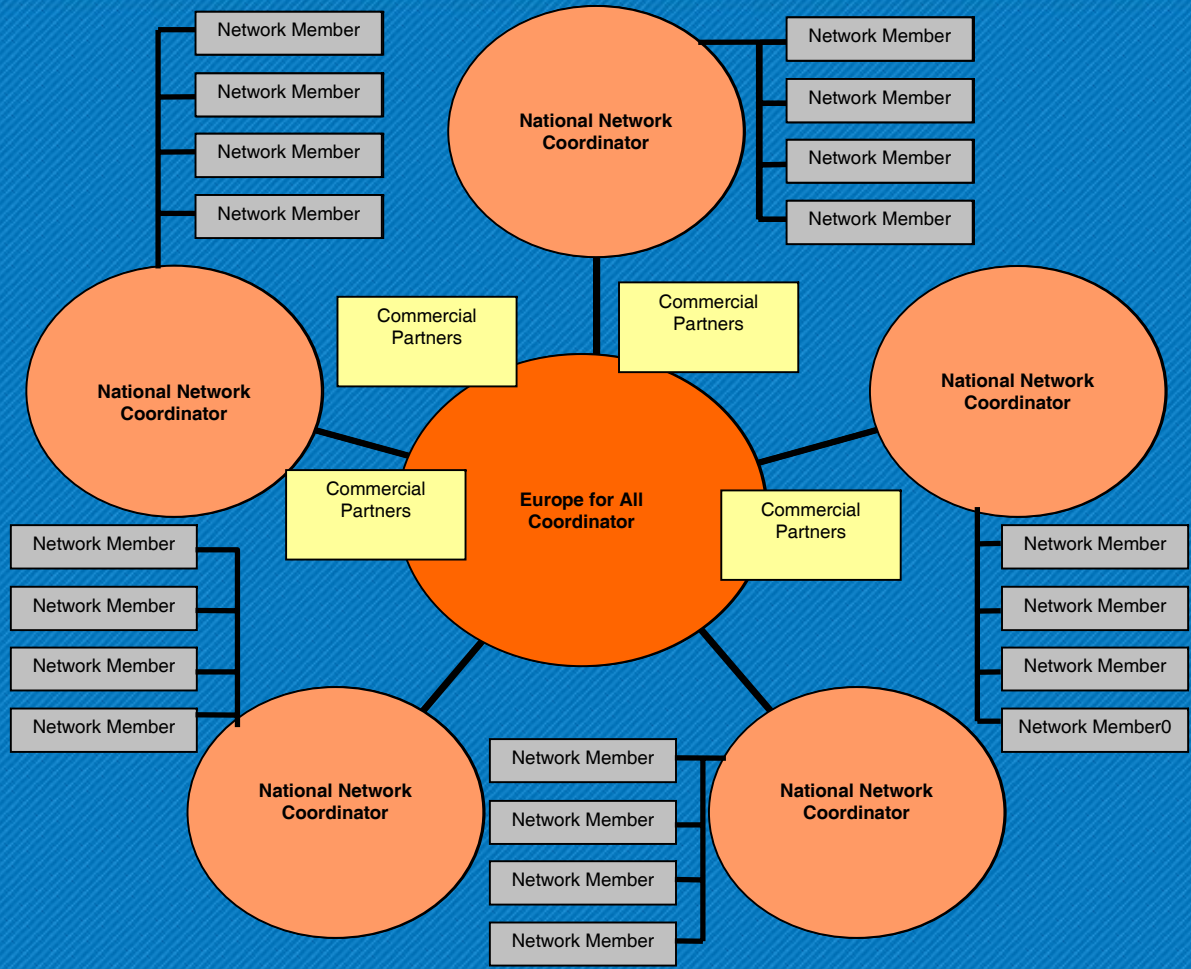 Network Member
Network Member
Network Member
Network Member
National Network
Coordinator
Network Member
Network Member
Network Member
Network Member
Commercial
Partners
Commercial
Partners
National Network
Coordinator
National Network
Coordinator
Commercial
Partners
Europe for All
Coordinator
Commercial
Partners
Network Member
Network Member
Network Member
Network Member
Network Member
Network Member
Network Member
Network Member0
National Network
Coordinator
Network Member
Network Member
Network Member
Network Member
National Network
Coordinator